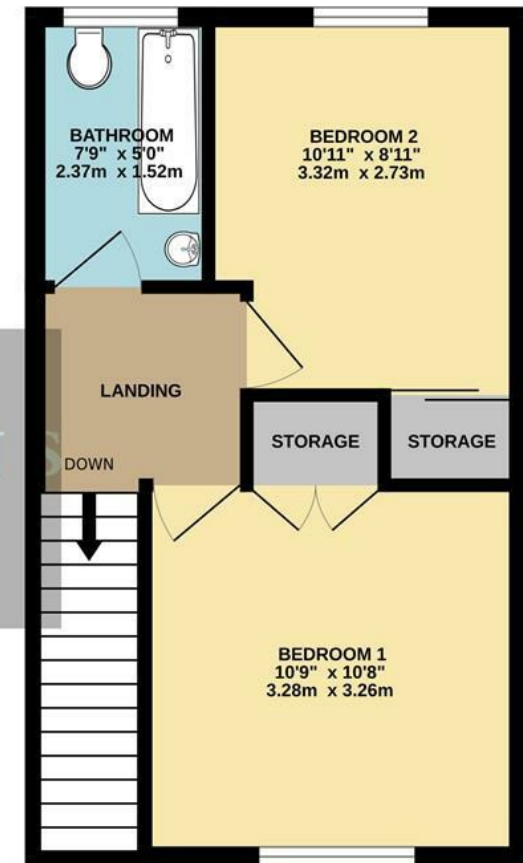 BATHROOM
7'9" x 5'0"
2.37m x 1.52m
BEDROOM 2
10'11" x 8'11"
3.32m x 2.73m
LANDING
DOWN
STORAGE
STORAGE
BEDROOM 1
10'9" x 10'8"
3.28m x 3.26m